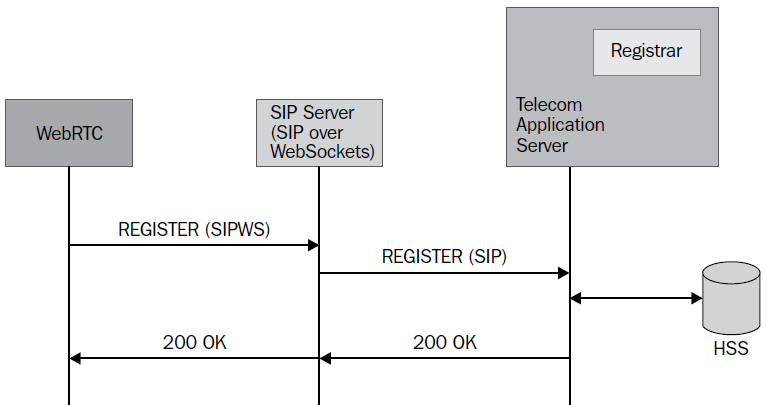 Registrar
WebRTC
SIP Server
(SIP over
WebSockets)
Telecom
Application
Server
REGISTER (SIPWS)
REGISTER (SIP)
200 OK
200 OK
HSS